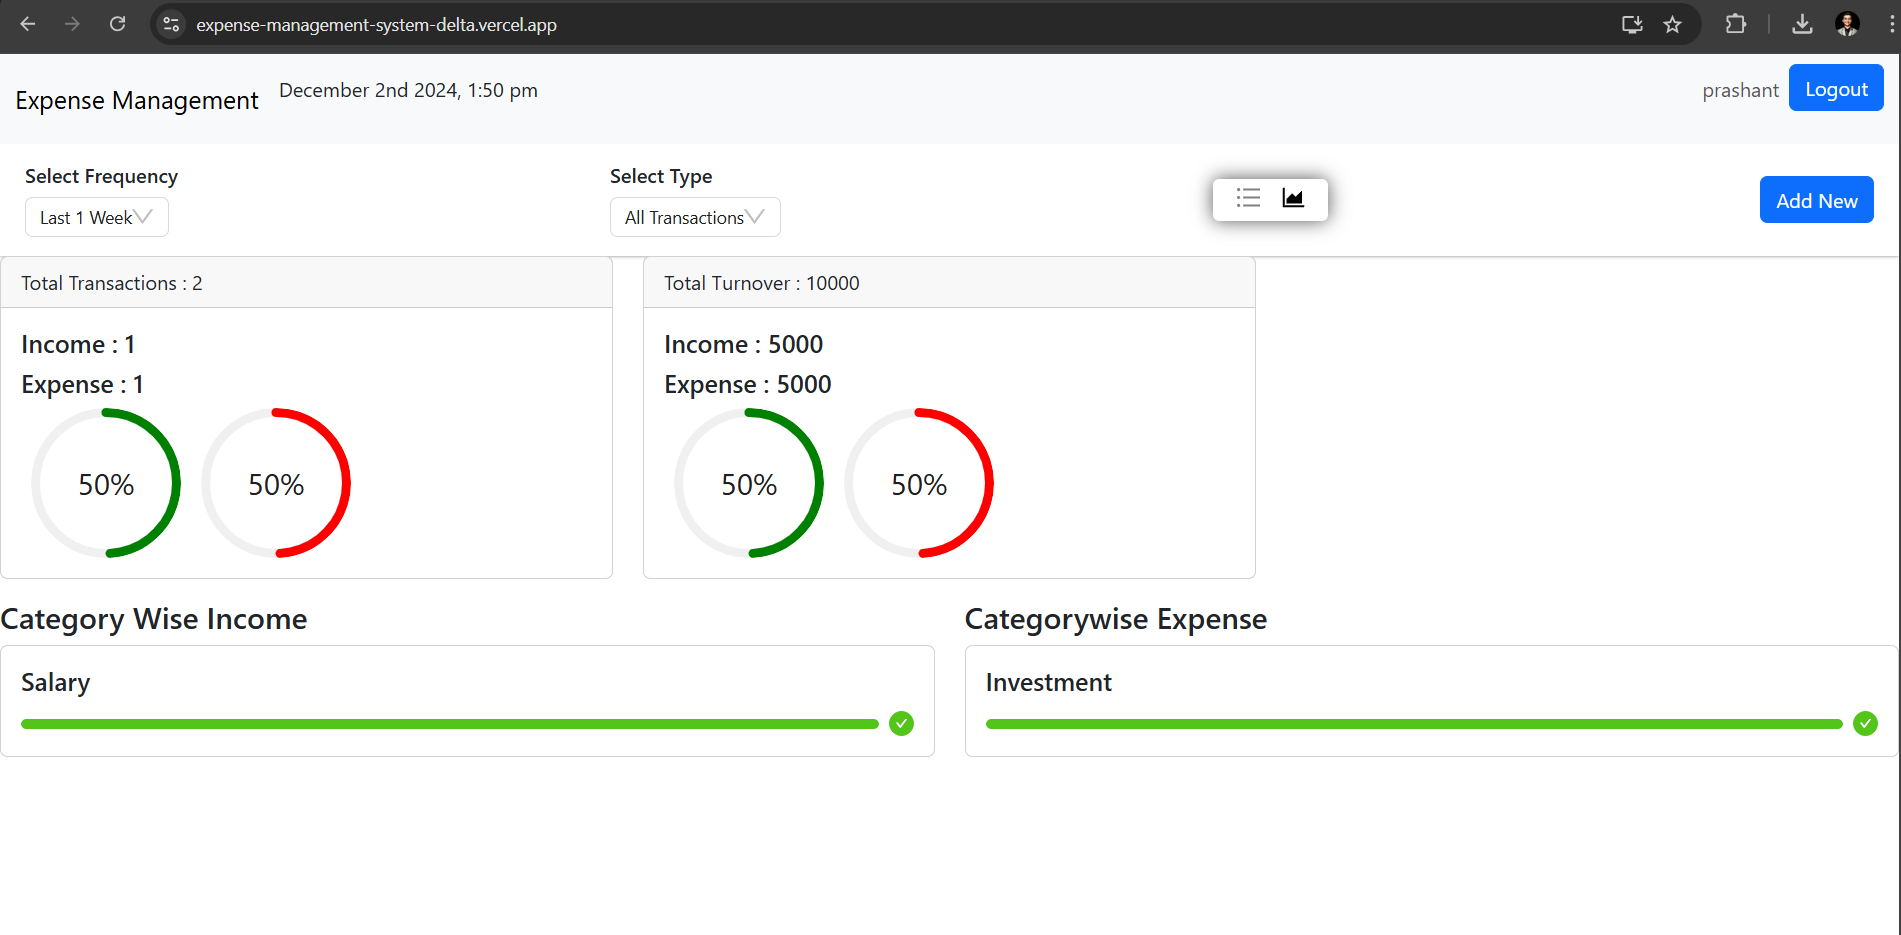 expense-management-system-delta.vercel.app
Expense Management
December 2nd 2024, 1:50 pm
prashant
Logout
Select Frequency
Last 1 Week
Select Type
All Transactions
Add New
Total Transactions : 2
Income : 1
Expense : 1
50%
50%
Total Turnover : 10000
Income : 5000
Expense : 5000
50%
50%
Category Wise Income
Salary
Categorywise Expense
Investment